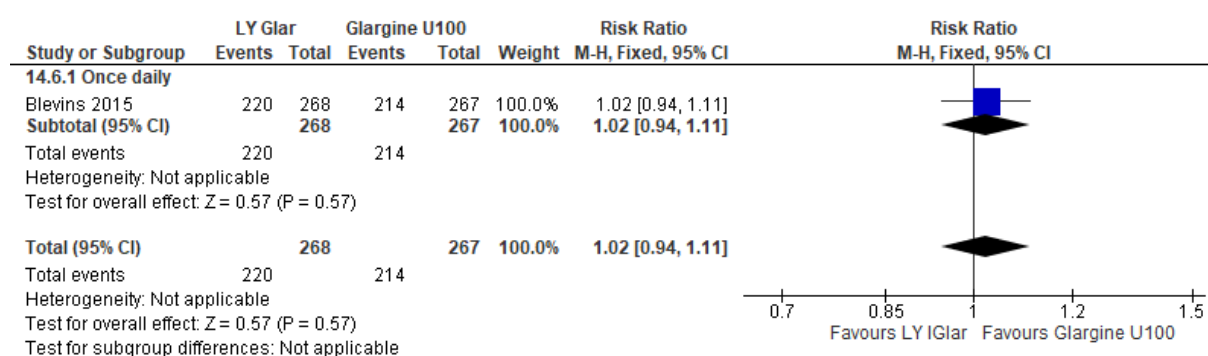 LY Glar Glargine U100 Risk Ratio Risk Ratio
Study or Subgroup Events Total Events Total Weight M-H, Fixed, 95% CI M-H, Fixed, 95% CI
14.6.1 Once daily
Blevins 2015 220 268 214 267 100.0% 1.02 [0.94, 1.11]
Subtotal (95% CI) 268 267 100.0% 1.02 [0.94, 1.11]
Total events 220 214
Heterogeneity: Not applicable
Test for overall effect: Z = 0.57 (P = 0.57)
Total (95% CI) 268 267 100.0% 1.02 [0.94, 1.11]
Total events 220 214
Heterogeneity: Not applicable
Test for overall effect: Z = 0.57 (P = 0.57)
Test for subgroup differences: Not applicable
0.7 0.85 1 1.2 1.5
Favours LY IGlar Favours Glargine U100